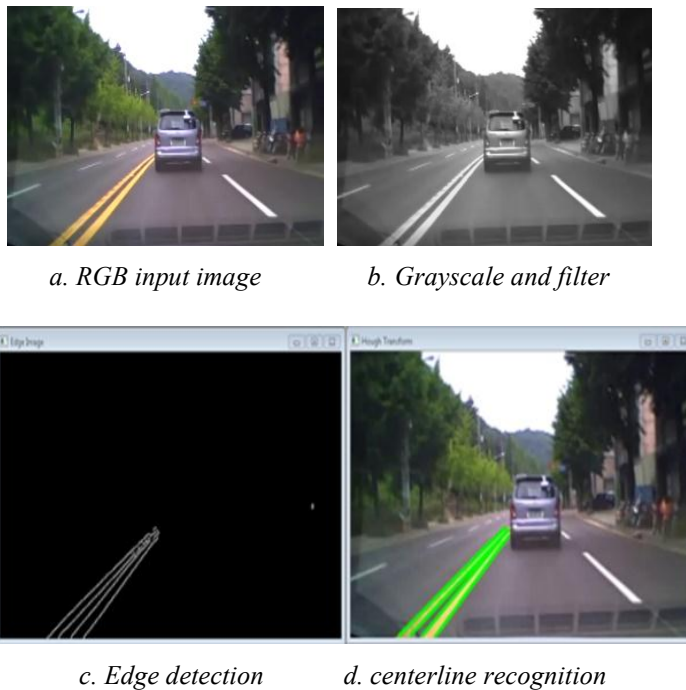 a. RGB input image
b. Grayscale and filter
Edge Image
Hough Transform
c. Edge detection
d. centerline recognition